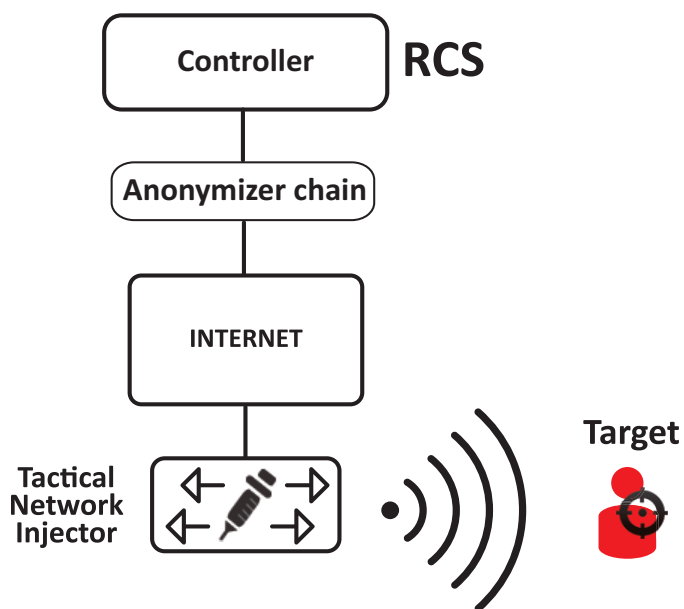 Controller
RCS
Anonymizer chain
INTERNET
Target
Tactical
Network
Injector